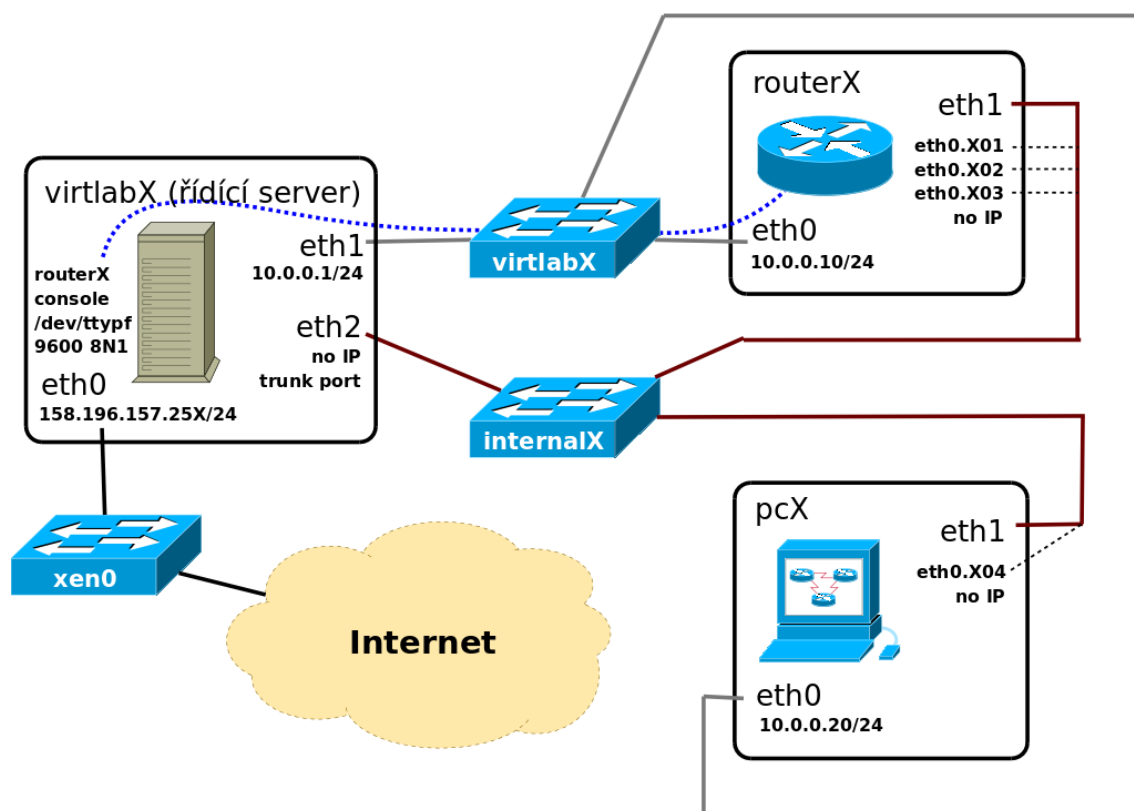 routerX
eth1
eth0.X01
eth0.X02
eth0.X03
no IP
eth0
10.0.0.10/24
virtlabX (řídící server)
eth1
10.0.0.1/24
routerX
console
/dev/ttypf
9600 8N1
eth2
no IP
trunk port
eth0
158.196.157.25X/24
virtlabX
internalX
xen0
Internet
pcX
eth1
eth0.X04
no IP
eth0
10.0.0.20/24